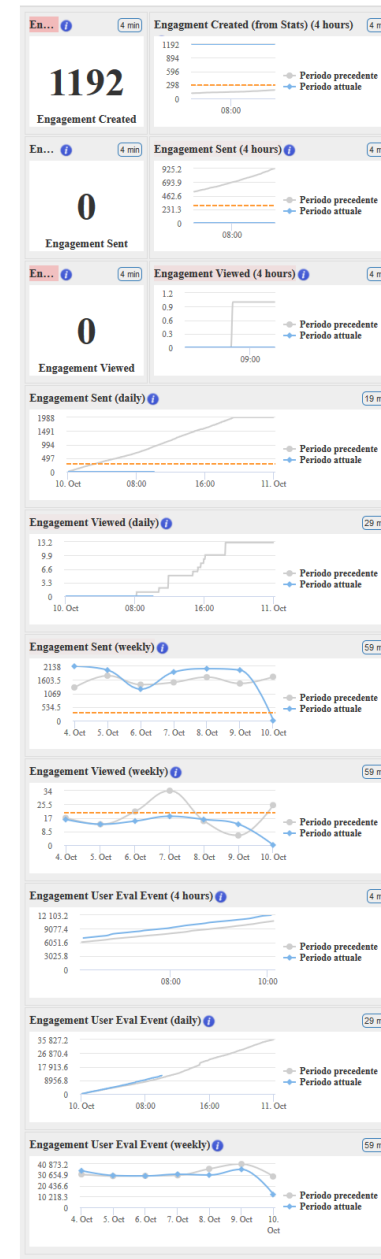 En... i 4 min
1192
Engagement Created
Engagment Created (from Stats) (4 hours)
1192
894
596
298
0
08:00
Periodo precedente
Periodo attuale
En... i 4 min
0
Engagement Sent
Engagement Sent (4 hours) i
925.2
693.9
462.6
231.3
0
08:00
Periodo precedente
Periodo attuale
En... i 4 min
0
Engagement Viewed
Engagement Viewed (4 hours) i
1.2
0.9
0.6
0.3
0
09:00
Periodo precedente
Periodo attuale
Engagement Sent (daily) i
1988
1491
994
497
0
10. Oct 08:00 16:00 11. Oct
Periodo precedente
Periodo attuale
Engagement Viewed (daily) i
13.2
9.9
6.6
3.3
0
10. Oct 08:00 16:00 11. Oct
Periodo precedente
Periodo attuale
Engagement Sent (weekly) i
2138
1603.5
1069
534.5
0
4. Oct 5. Oct 6. Oct 7. Oct 8. Oct 9. Oct 10. Oct
Periodo precedente
Periodo attuale
Engagement Viewed (weekly) i
34
25.5
17
8.5
0
4. Oct 5. Oct 6. Oct 7. Oct 8. Oct 9. Oct 10. Oct
Periodo precedente
Periodo attuale
Engagement User Eval Event (4 hours) i
12 103.2
9077.4
6051.6
3025.8
0
08:00 10:00
Periodo precedente
Periodo attuale
Engagement User Eval Event (daily) i
35 827.2
26 870.4
17 913.6
8956.8
0
10. Oct 08:00 16:00 11. Oct
Periodo precedente
Periodo attuale
Engagement User Eval Event (weekly) i
40 873.2
30 654.9
20 436.6
10 218.3
0
4. Oct 5. Oct 6. Oct 7. Oct 8. Oct 9. Oct 10.
Oct
Periodo precedente
Periodo attuale